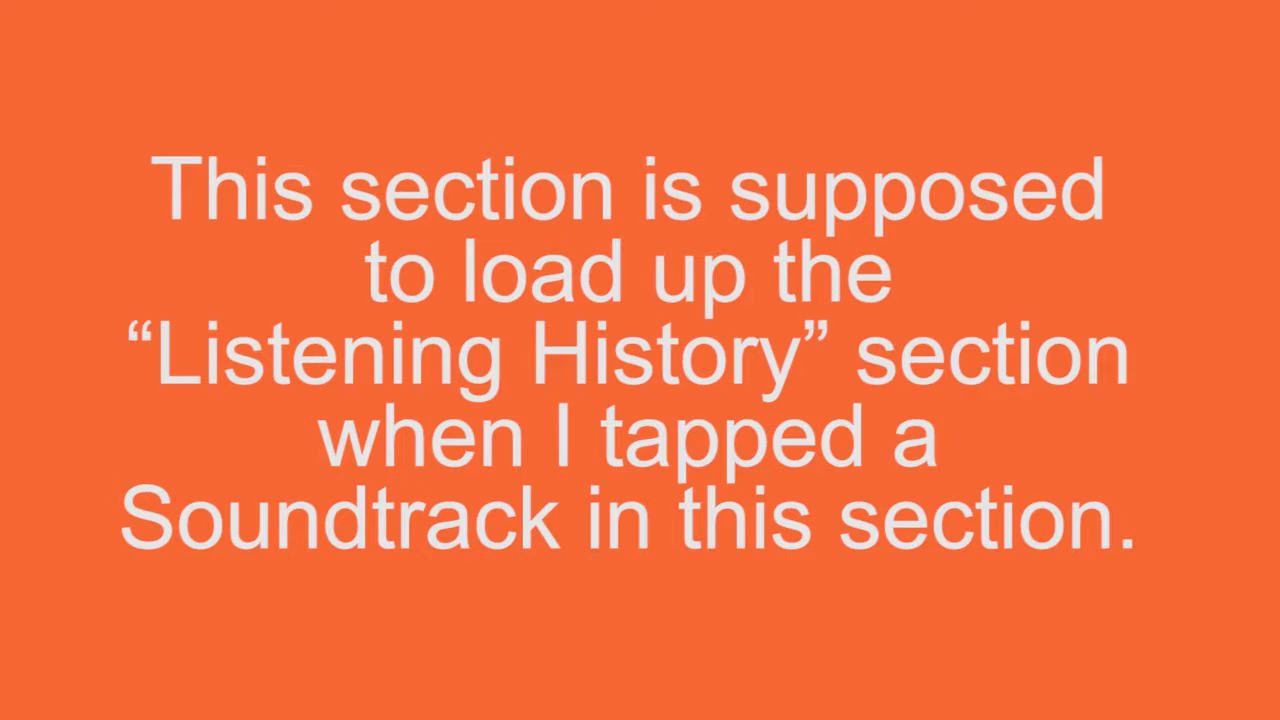 This section is supposed
to load up the
“Listening History” section
when I tapped a
Soundtrack in this section.